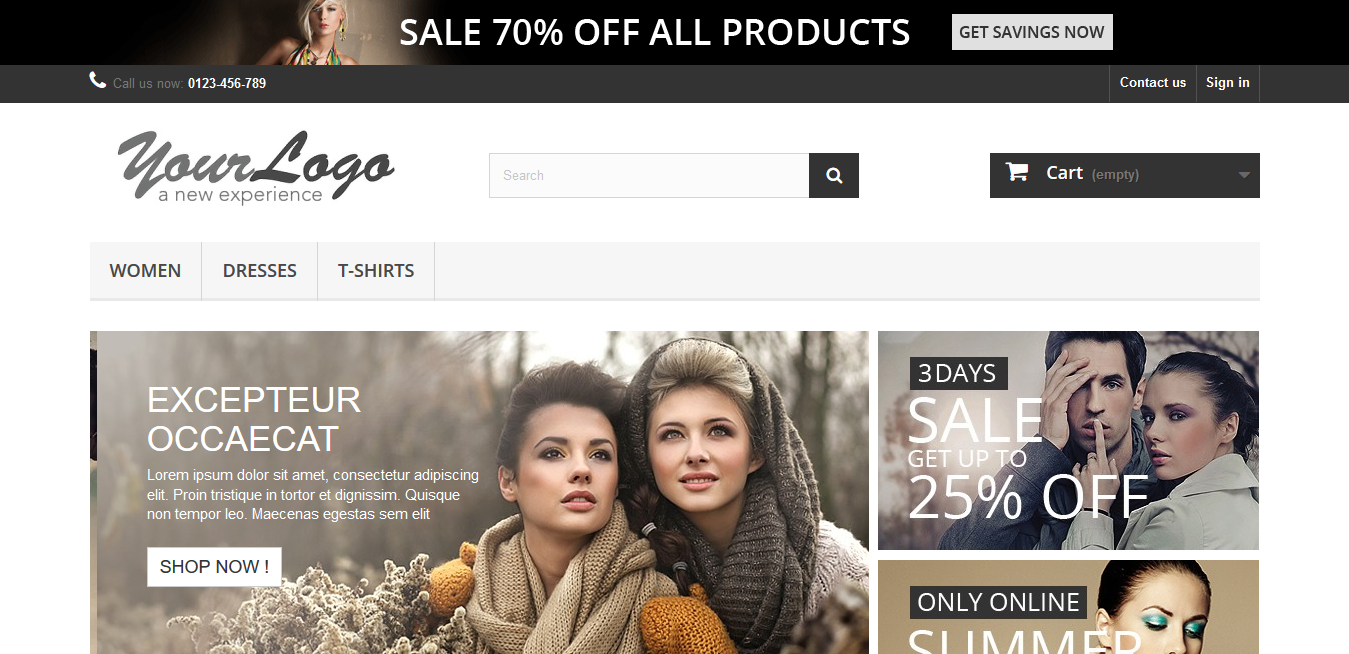 SALE 70% OFF ALL PRODUCTS
GET SAVINGS NOW
Call us now: 0123-456-789
Contact us
Sign in
YourLogo
a new experience
Search
Cart (empty)
WOMEN
DRESSES
T-SHIRTS
EXCEPTEUR
OCCAECAT
Lorem ipsum dolor sit amet, consectetur adipiscing
elit. Proin tristique in tortor et dignissim. Quisque
non tempor leo. Maecenas egestas sem elit
SHOP NOW !
3 DAYS
SALE
GET UP TO
25% OFF
ONLY ONLINE
SUMMER